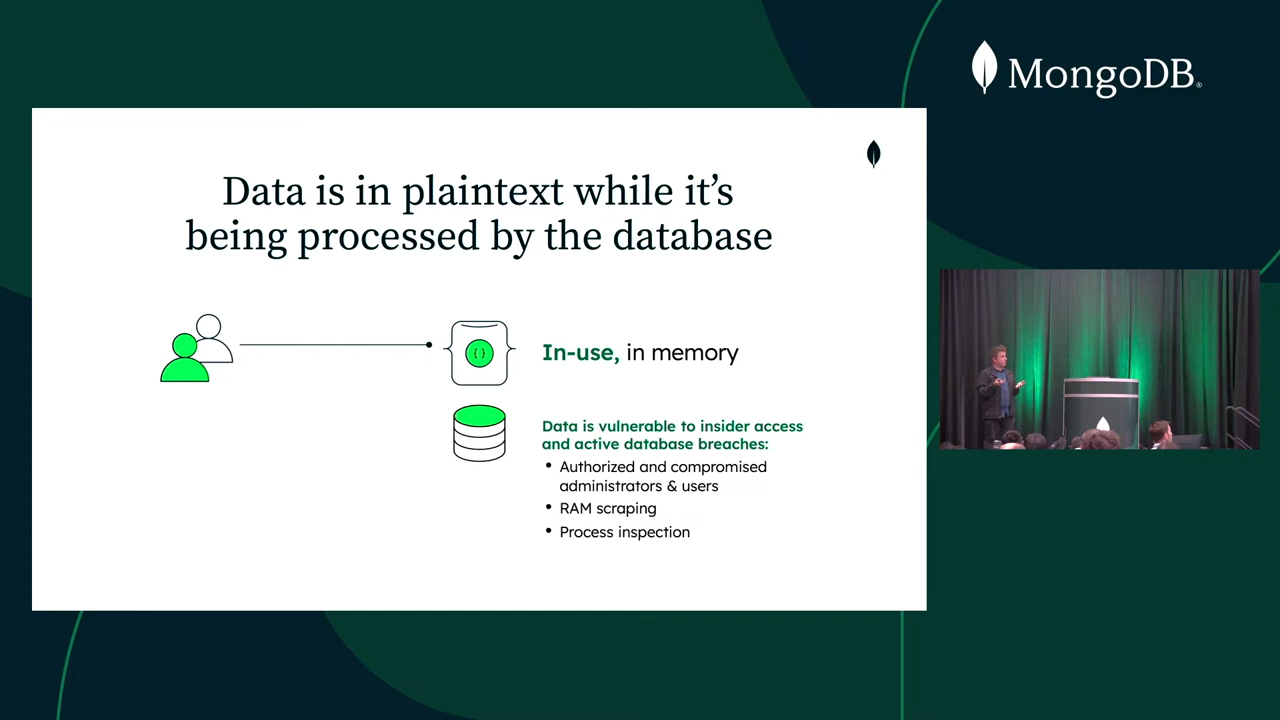 MongoDB®
Data is in plaintext while it’s
being processed by the database
{ }
In-use, in memory
Data is vulnerable to insider access
and active database breaches:
• Authorized and compromised
administrators & users
• RAM scraping
• Process inspection